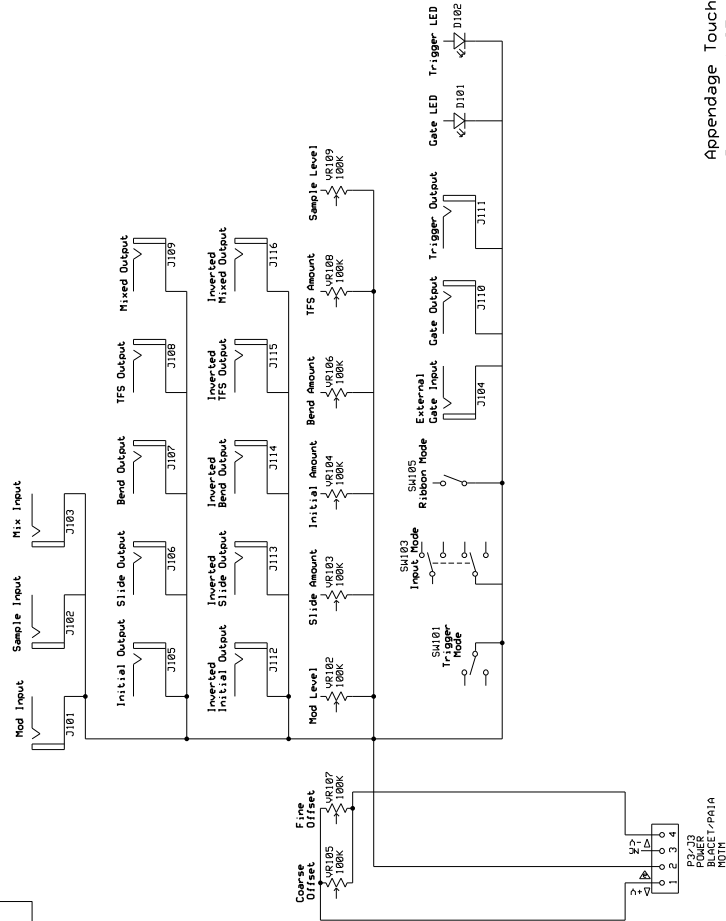 Mod Input
J101
Sample Input
J102
Mix Input
J103
Initial Output
J105
Slide Output
J106
Bend Output
J107
TFS Output
J108
Mixed Output
J109
Inverted
Initial Output
J112
Inverted
Slide Output
J113
Inverted
Bend Output
J114
Inverted
TFS Output
J115
Inverted
Mixed Output
J116
Coarse
Offset
VR105
100K
Fine
Offset
VR107
100K
Mod Level
VR102
100K
Slide Amount
VR103
100K
Initial Amount
VR104
100K
Bend Amount
VR106
100K
TFS Amount
VR108
100K
Sample Level
VR109
100K
SW101
Trigger
Mode
SW103
Input Mode
SW105
Ribbon Mode
External
Gate Input
J104
Gate Output
J110
Trigger Output
J111
Gate LED
D101
Trigger LED
D102
V+
V-
1
2
3
4
P3/J3
POWER
BLACET/PAIA
MOTM
Appendage Touch